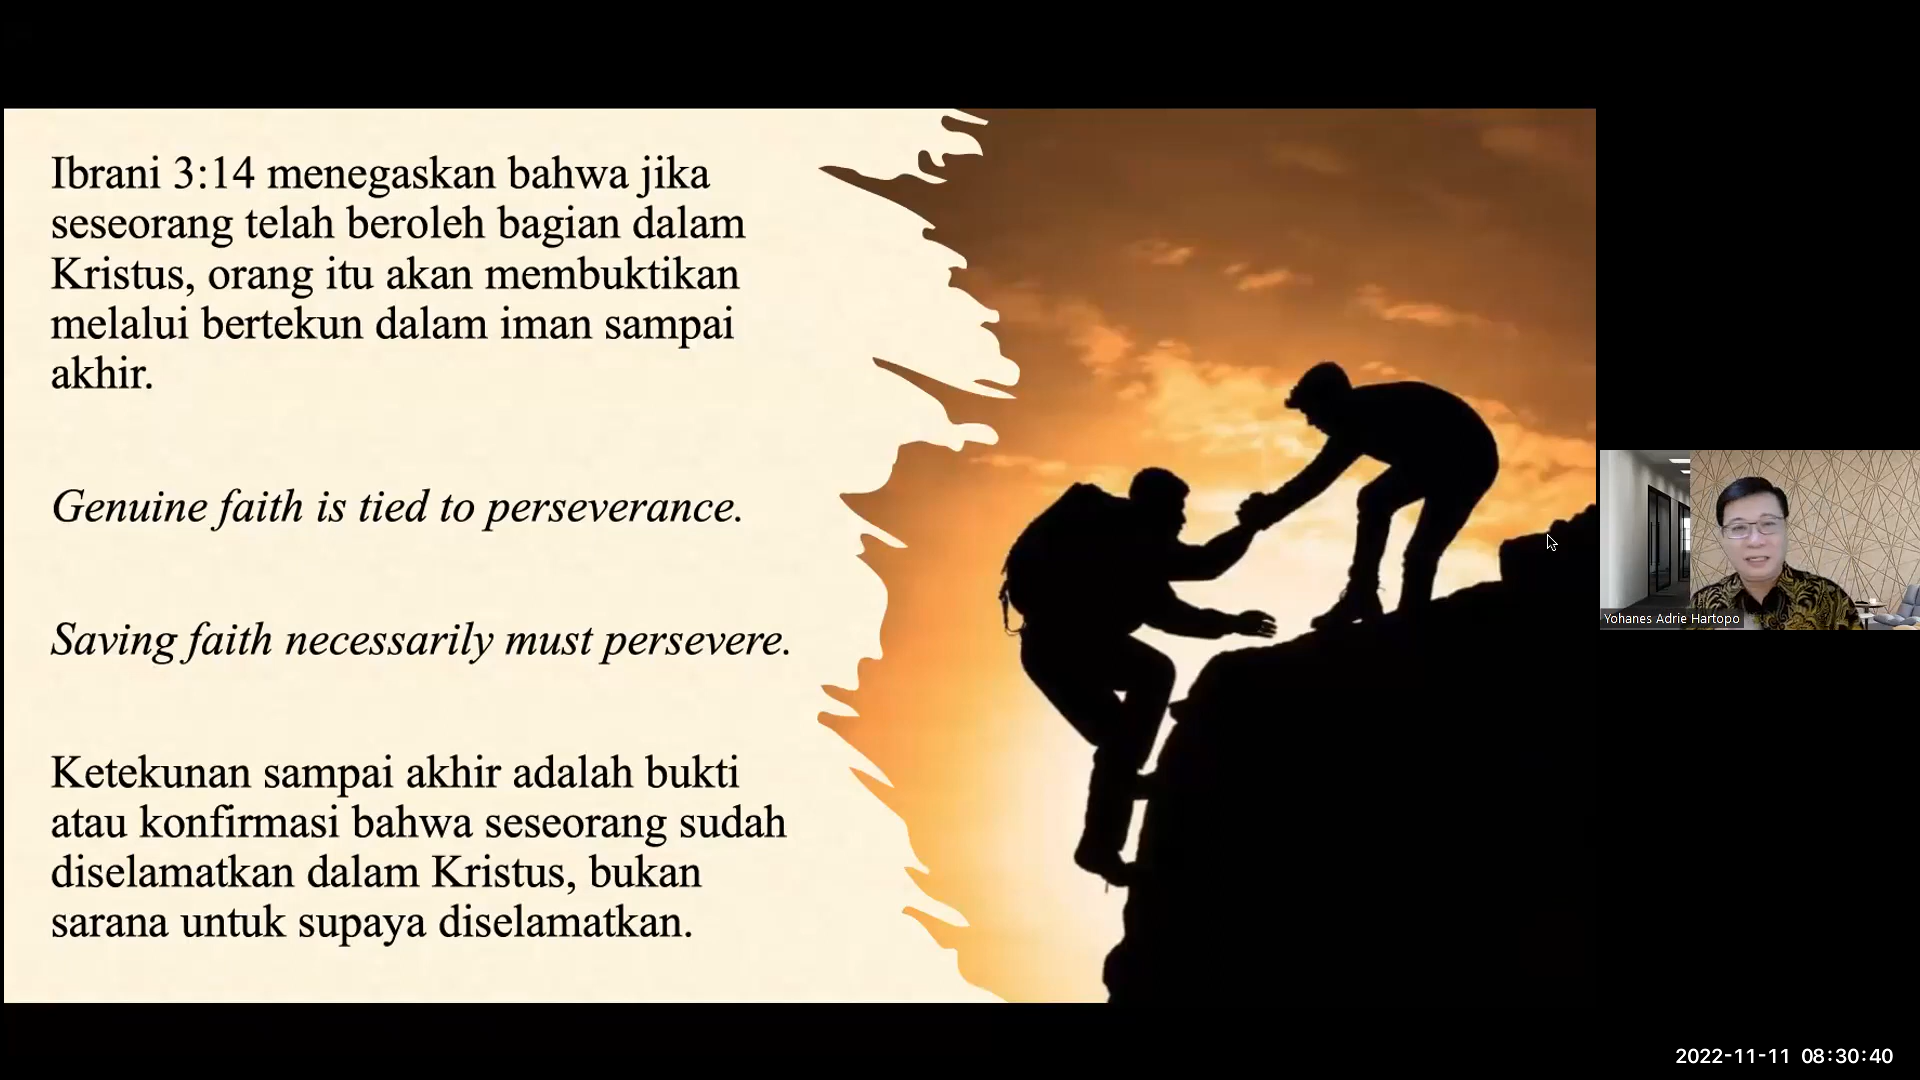 Ibrani 3:14 menegaskan bahwa jika
seseorang telah beroleh bagian dalam
Kristus, orang itu akan membuktikan
melalui bertekun dalam iman sampai
akhir.
Genuine faith is tied to perseverance.
Saving faith necessarily must persevere.
Ketekunan sampai akhir adalah bukti
atau konfirmasi bahwa seseorang sudah
diselamatkan dalam Kristus, bukan
sarana untuk supaya diselamatkan.
Yohanes Adrie Hartopo
2022-11-11 08:30:40